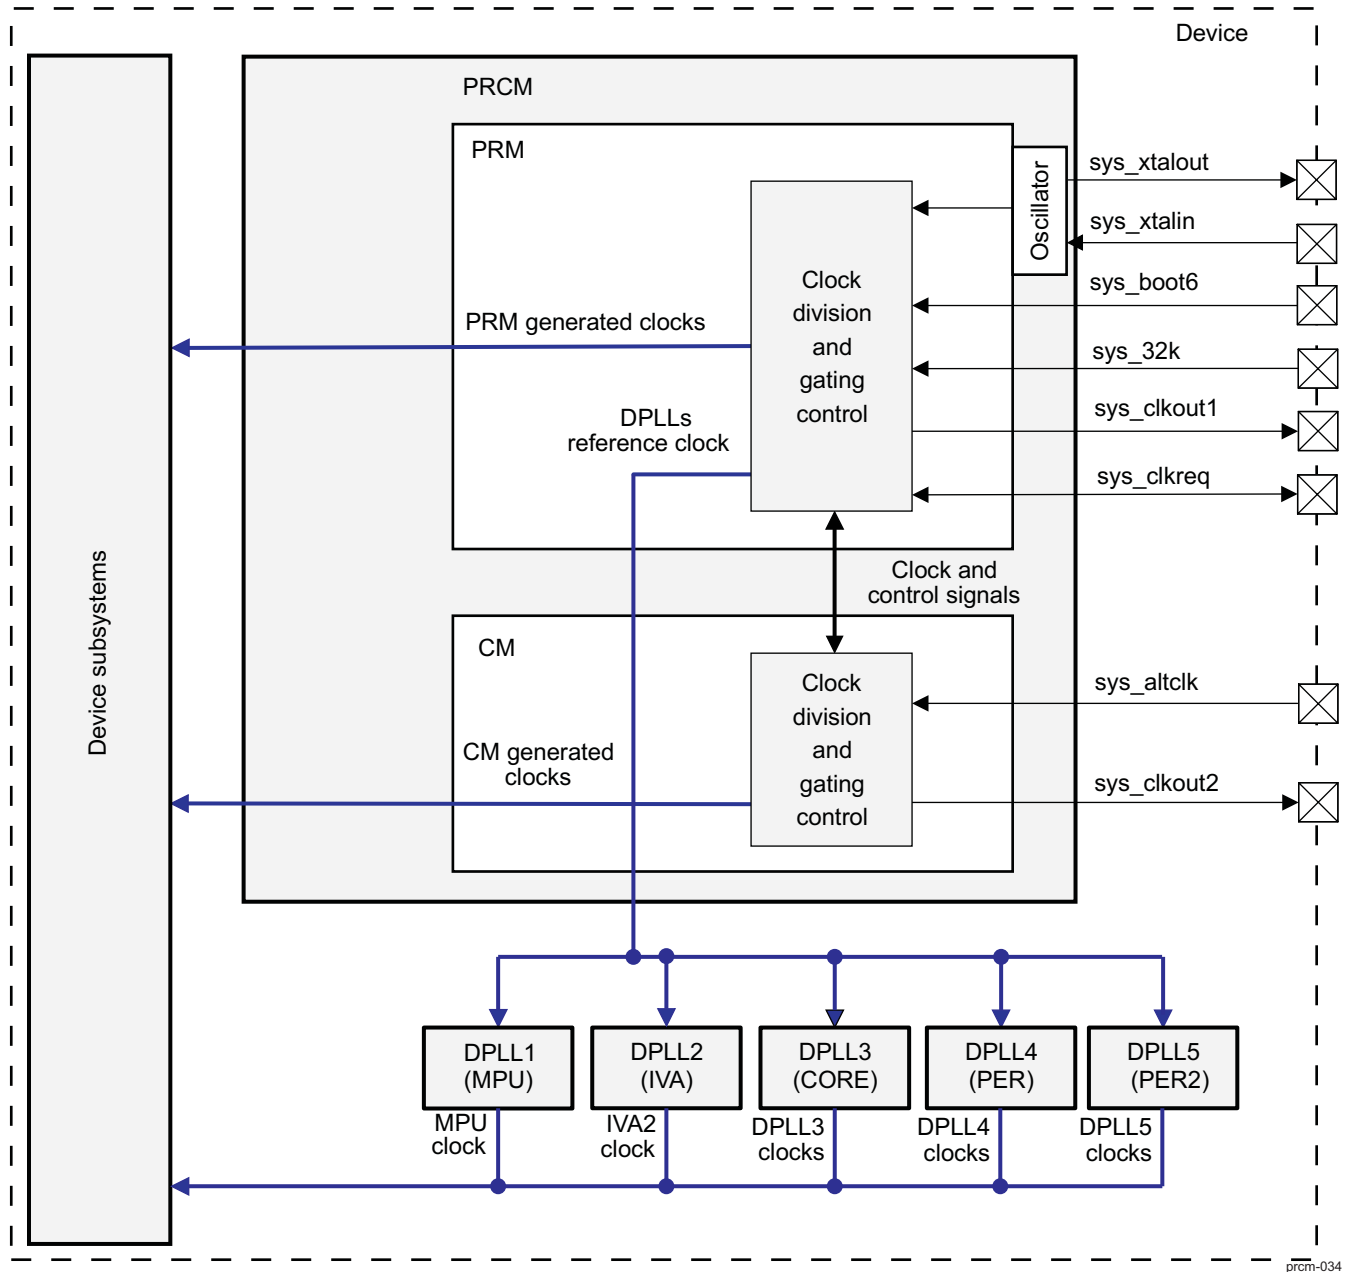 Device
PRCM
PRM
Oscillator
sys_xtalout
sys_xtalin
sys_boot6
sys_32k
sys_clkout1
sys_clkreq
Clock
division
and
gating
control
PRM generated clocks
DPLLs
reference clock
Clock and
control signals
Device subsystems
CM
Clock
division
and
gating
control
sys_altclk
sys_clkout2
CM generated
clocks
DPLL1
(MPU)
DPLL2
(IVA)
DPLL3
(CORE)
DPLL4
(PER)
DPLL5
(PER2)
MPU
clock
IVA2
clock
DPLL3
clocks
DPLL4
clocks
DPLL5
clocks
prcm-034